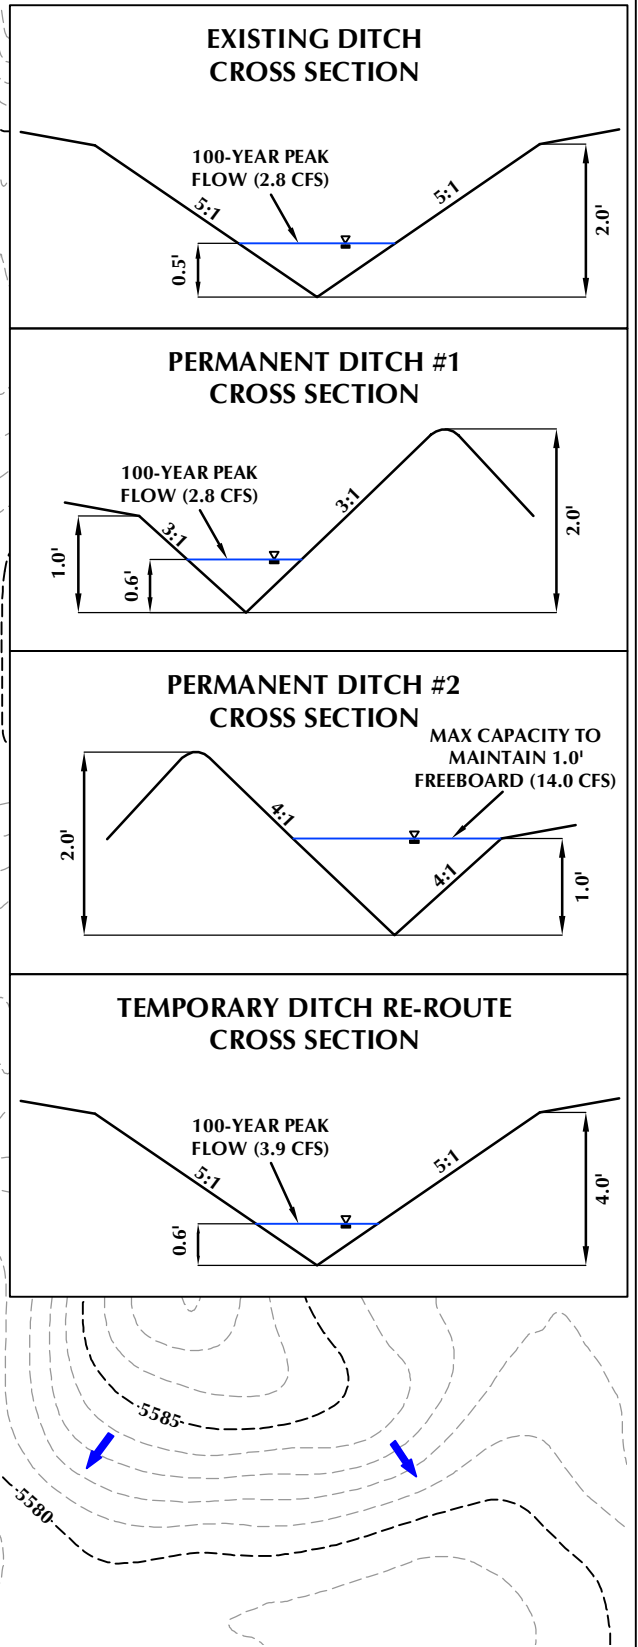 EXISTING DITCH
CROSS SECTION
100-YEAR PEAK
FLOW (2.8 CFS)
5:1
5:1
2.0'
0.5'
PERMANENT DITCH #1
CROSS SECTION
100-YEAR PEAK
FLOW (2.8 CFS)
3:1
3:1
1.0'
0.6'
2.0'
PERMANENT DITCH #2
CROSS SECTION
MAX CAPACITY TO
MAINTAIN 1.0'
FREEBOARD (14.0 CFS)
4:1
4:1
2.0'
1.0'
TEMPORARY DITCH RE-ROUTE
CROSS SECTION
100-YEAR PEAK
FLOW (3.9 CFS)
5:1
5:1
4.0'
0.6'
5585
5580